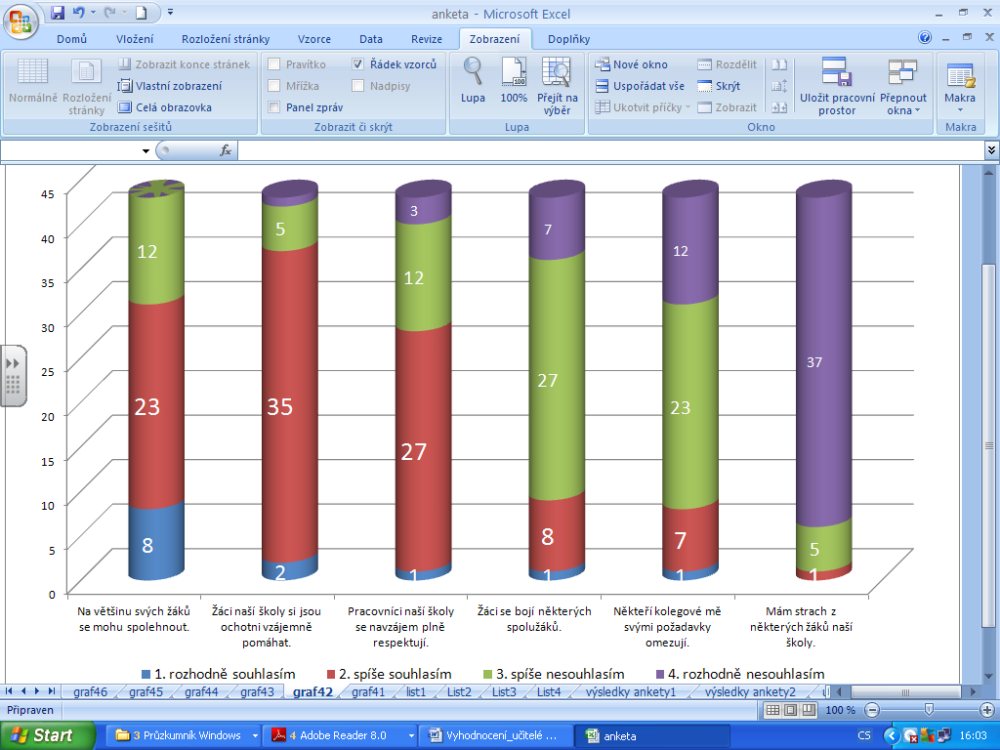 anketa - Microsoft Excel
Domů Vložení Rozložení stránky Vzorce Data Revize Zobrazení Doplňky
Normálně
Rozložení stránky
Zobrazit konce stránek
Vlastní zobrazení
Celá obrazovka
Zobrazení sešitů
Pravítko
Řádek vzorců
Mřížka
Nadpisy
Panel zpráv
Zobrazit či skrýt
Lupa
100
100%
Přejít na výběr
Lupa
Nové okno
Uspořádat vše
Ukotvit příčky
Rozdělit
Skrýt
Zobrazit
Uložit pracovní prostor
Přepnout okna
Okno
Makra
Makra
fx
45
40
35
30
25
20
15
10
5
0
12
23
8
5
35
2
3
12
27
1
7
27
8
1
12
23
7
1
37
5
1
Na většinu svých žáků
se mohu spolehnout.
Žáci naší školy si jsou
ochotni vzájemně
pomáhat.
Pracovníci naší školy
se navzájem plně
respektují.
Žáci se bojí některých
spolužáků.
Někteří kolegové mě
svými požadavky
omezují.
Mám strach z
některých žáků naší
školy.
1. rozhodně souhlasím 2. spíše souhlasím 3. spíše nesouhlasím 4. rozhodně nesouhlasím
graf46 graf45 graf44 graf43 graf42 graf41 list1 List2 List3 List4 výsledky ankety1 výsledky ankety2
Připraven 100 %
Start 3 Průzkumník Windows 4 Adobe Reader 8.0 Vyhodnocení_učitelé ... anketa CS 16:03